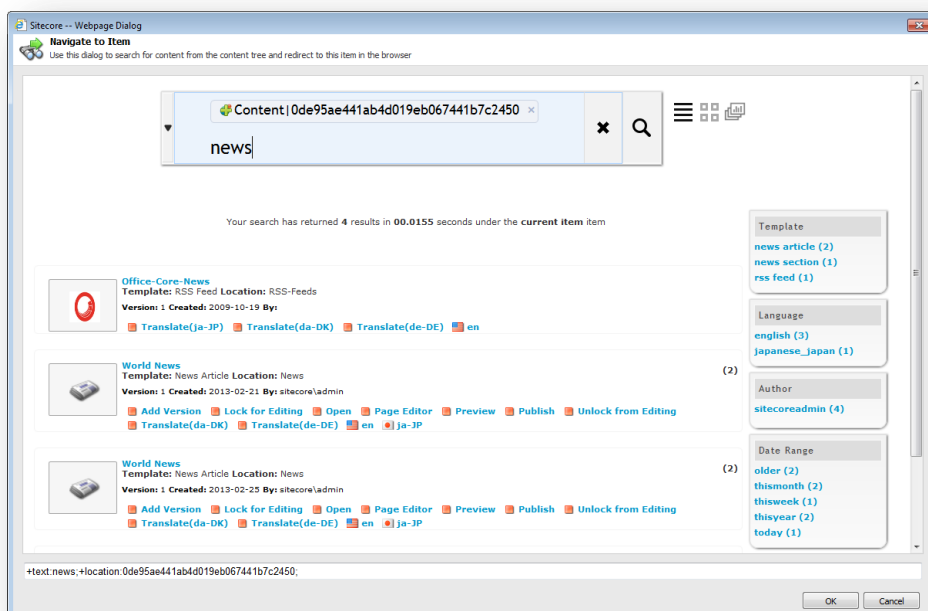 Sitecore -- Webpage Dialog
Navigate to Item
Use this dialog to search for content from the content tree and redirect to this item in the browser
Content|0de95ae441ab4d019eb067441b7c2450 ×
news
Your search has returned 4 results in 00.0155 seconds under the current item item
Office-Core-News
Template: RSS Feed Location: RSS-Feeds
Version: 1 Created: 2009-10-19 By:
Translate(ja-JP) Translate(da-DK) Translate(de-DE) en
World News (2)
Template: News Article Location: News
Version: 1 Created: 2013-02-21 By: sitecore\admin
Add Version Lock for Editing Open Page Editor Preview Publish Unlock from Editing
Translate(da-DK) Translate(de-DE) en ja-JP
World News (2)
Template: News Article Location: News
Version: 1 Created: 2013-02-25 By: sitecore\admin
Add Version Lock for Editing Open Page Editor Preview Publish Unlock from Editing
Translate(da-DK) Translate(de-DE) en ja-JP
Template
news article (2)
news section (1)
rss feed (1)
Language
english (3)
japanese_japan (1)
Author
sitecoreadmin (4)
Date Range
older (2)
thismonth (2)
thisweek (1)
thisyear (2)
today (1)
+text:news;+location:0de95ae441ab4d019eb067441b7c2450;
OK Cancel